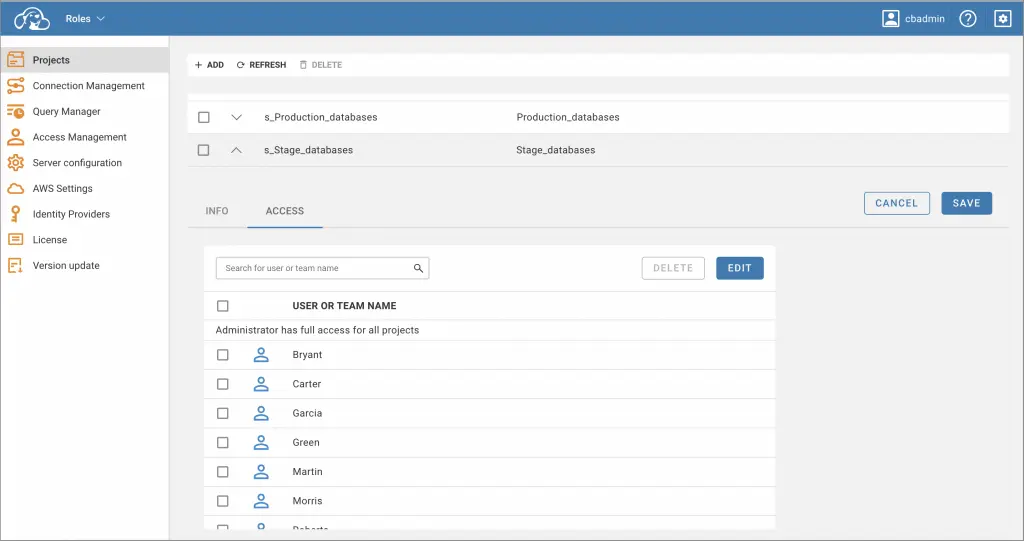 Roles
cbadmin
Projects
Connection Management
Query Manager
Access Management
Server configuration
AWS Settings
Identity Providers
License
Version update
ADD REFRESH DELETE
s_Production_databases Production_databases
s_Stage_databases Stage_databases
INFO ACCESS CANCEL SAVE
Search for user or team name DELETE EDIT
USER OR TEAM NAME
Administrator has full access for all projects
Bryant
Carter
Garcia
Green
Martin
Morris